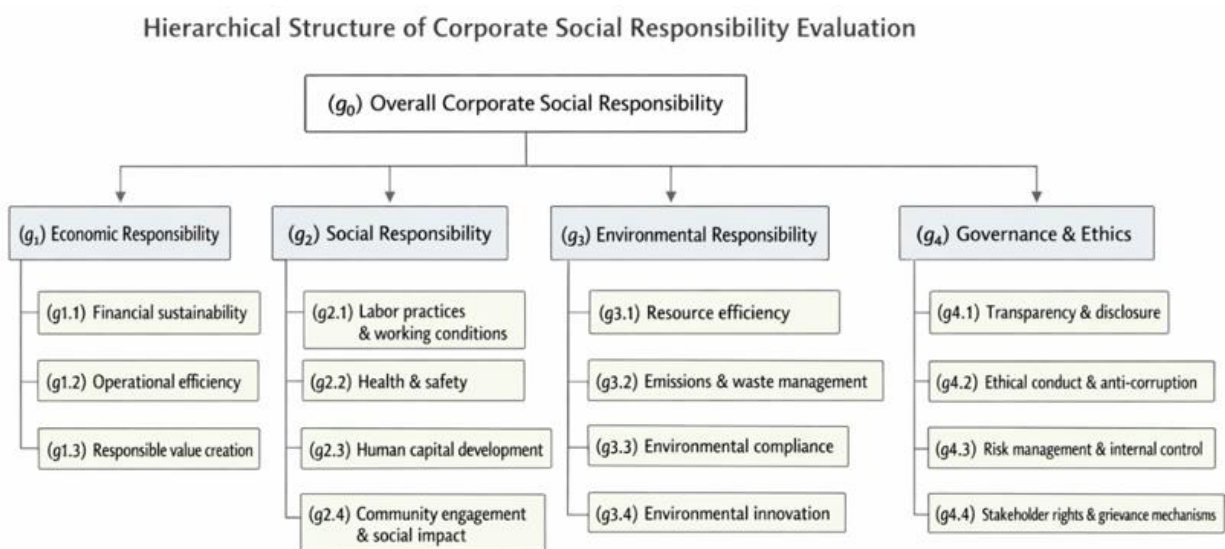 Hierarchical Structure of Corporate Social Responsibility Evaluation
(g₀) Overall Corporate Social Responsibility
(g₁) Economic Responsibility
(g1.1) Financial sustainability
(g1.2) Operational efficiency
(g1.3) Responsible value creation
(g₂) Social Responsibility
(g2.1) Labor practices
& working conditions
(g2.2) Health & safety
(g2.3) Human capital development
(g2.4) Community engagement
& social impact
(g₃) Environmental Responsibility
(g3.1) Resource efficiency
(g3.2) Emissions & waste management
(g3.3) Environmental compliance
(g3.4) Environmental innovation
(g₄) Governance & Ethics
(g4.1) Transparency & disclosure
(g4.2) Ethical conduct & anti-corruption
(g4.3) Risk management & internal control
(g4.4) Stakeholder rights & grievance mechanisms